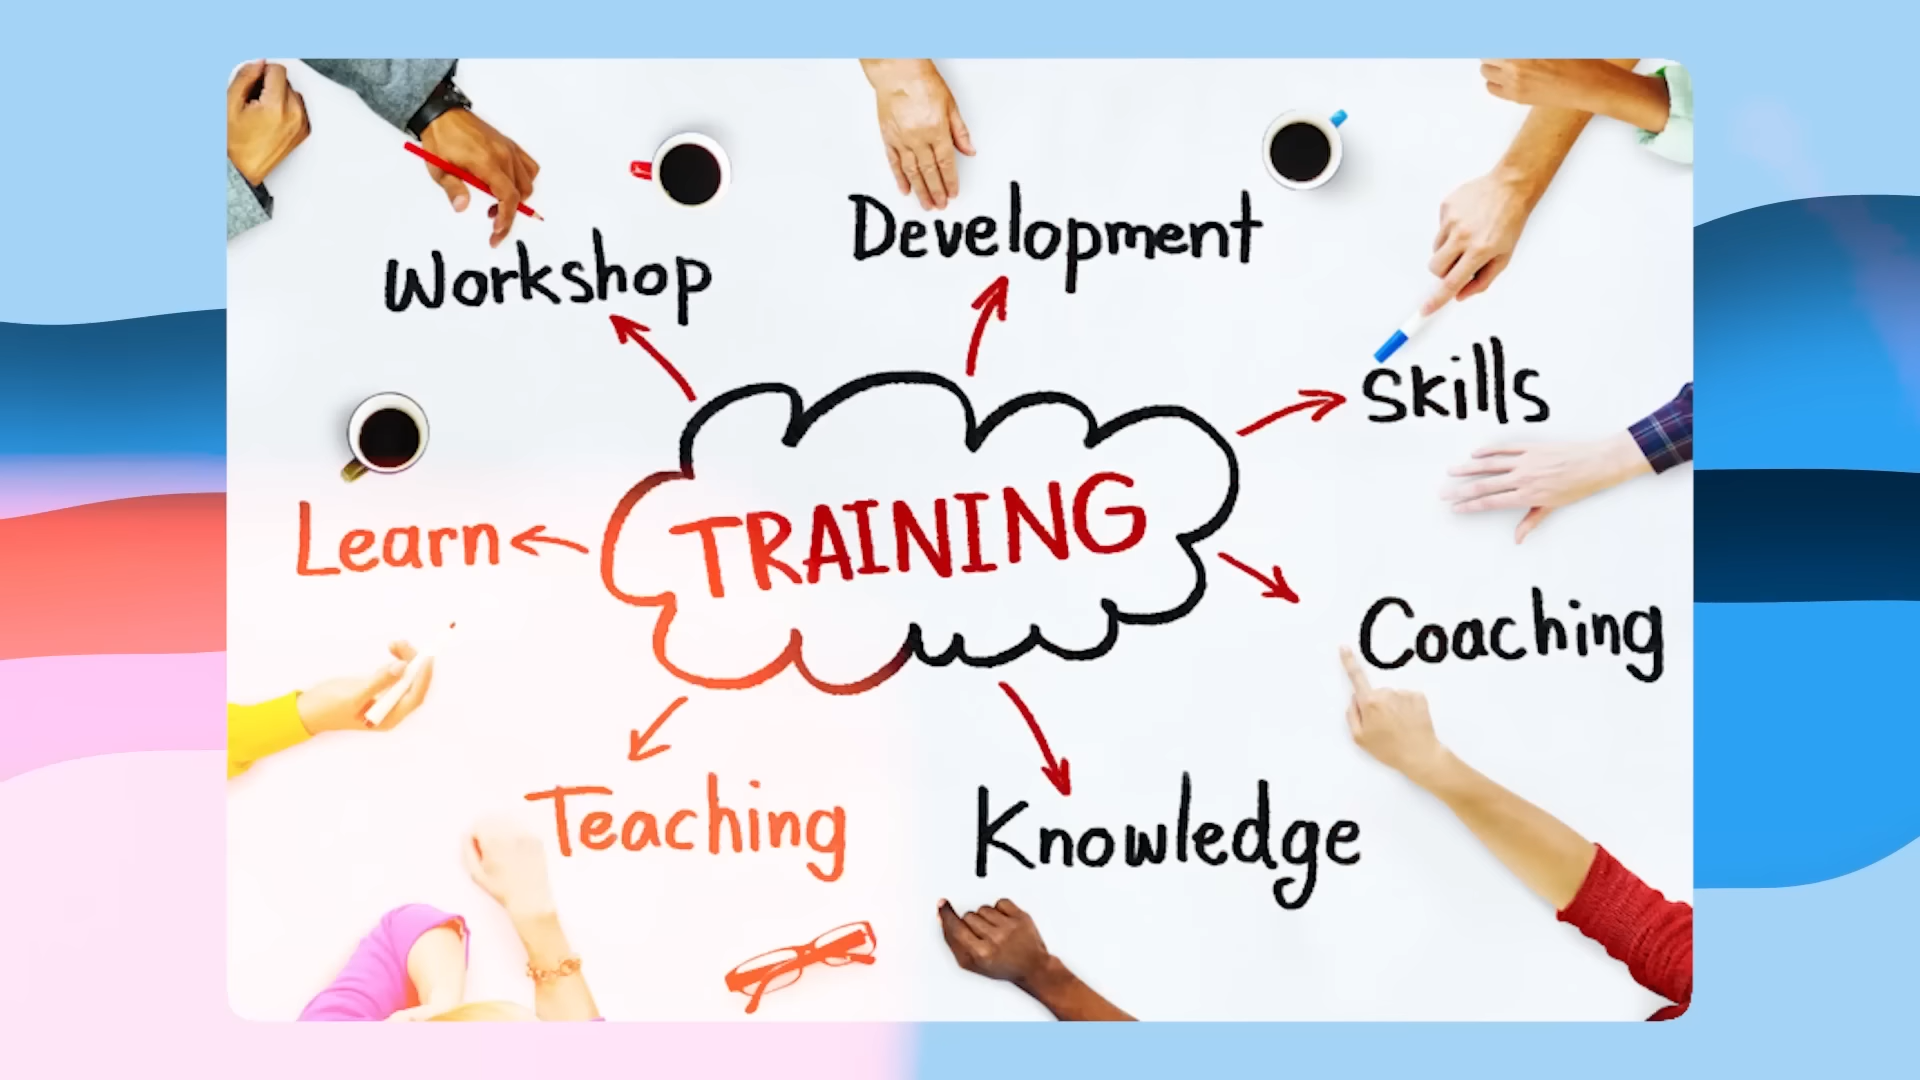 Development
Workshop
Skills
TRAINING
Learn
Coaching
Teaching
Knowledge